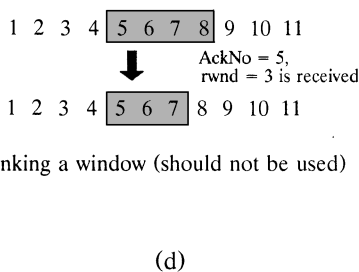 1 2 3 4 5 6 7 8 9 10 11
AckNo = 5,
rwnd = 3 is received
1 2 3 4 5 6 7 8 9 10 11
nking a window (should not be used)
(d)